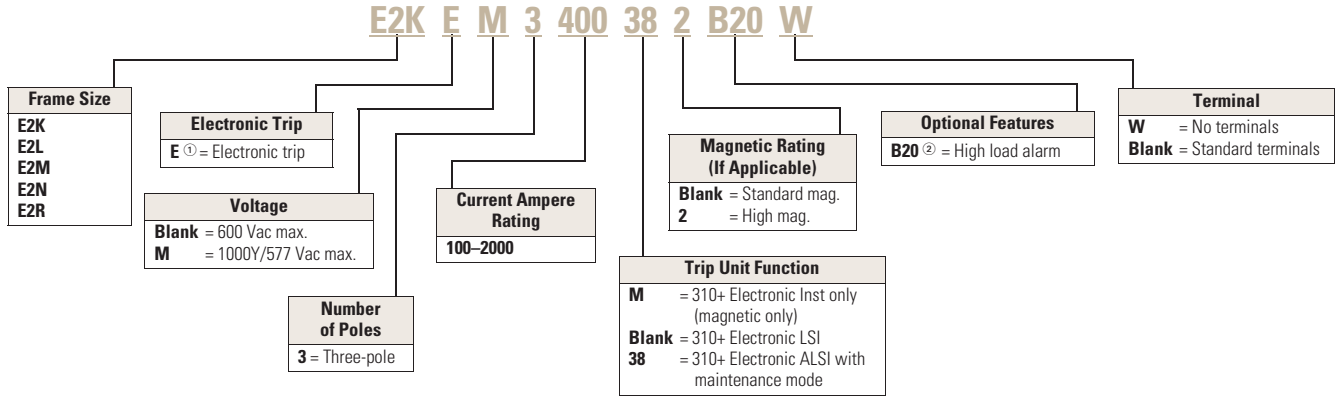 E2K E M 3 400 38 2 B20 W
Frame Size
E2K
E2L
E2M
E2N
E2R
Electronic Trip
E ① = Electronic trip
Voltage
Blank = 600 Vac max.
M = 1000Y/577 Vac max.
Number
of Poles
3 = Three-pole
Current Ampere
Rating
100–2000
Trip Unit Function
M = 310+ Electronic Inst only
(magnetic only)
Blank = 310+ Electronic LSI
38 = 310+ Electronic ALSI with
maintenance mode
Magnetic Rating
(If Applicable)
Blank = Standard mag.
2 = High mag.
Optional Features
B20 ② = High load alarm
Terminal
W = No terminals
Blank = Standard terminals